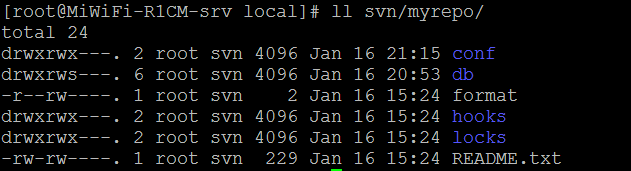 [root@MiWiFi-R1CM-srv local]# ll svn/myrepo/
total 24
drwxrwx---. 2 root svn 4096 Jan 16 21:15 conf
drwxrws---. 6 root svn 4096 Jan 16 20:53 db
-r--rw----. 1 root svn    2 Jan 16 15:24 format
drwxrwx---. 2 root svn 4096 Jan 16 15:24 hooks
drwxrwx---. 2 root svn 4096 Jan 16 15:24 locks
-rw-rw----. 1 root svn  229 Jan 16 15:24 README.txt